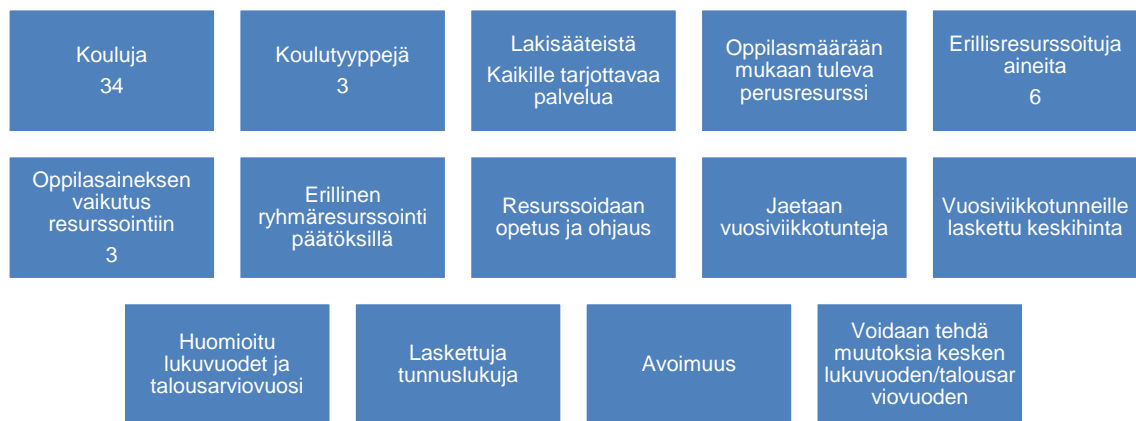 Kouluja
34
Koulutyyppejä
3
Lakisääteistä
Kaikille tarjottavaa
palvelua
Oppilasmäärään
mukaan tuleva
perusresurssi
Erillisresurssoituja
aineita
6
Oppilasaineksen
vaikutus
resurssointiin
3
Erillinen
ryhmäresurssointi
päätöksillä
Resurssoidaan
opetus ja ohjaus
Jaetaan
vuosiviikkotunteja
Vuosiviikkotunneille
laskettu keskihinta
Huomioitu
lukuvuodet ja
talousarviovuosi
Laskettuja
tunnuslukuja
Avoimuus
Voidaan tehdä
muutoksia kesken
lukuvuoden/talousar
viovuoden